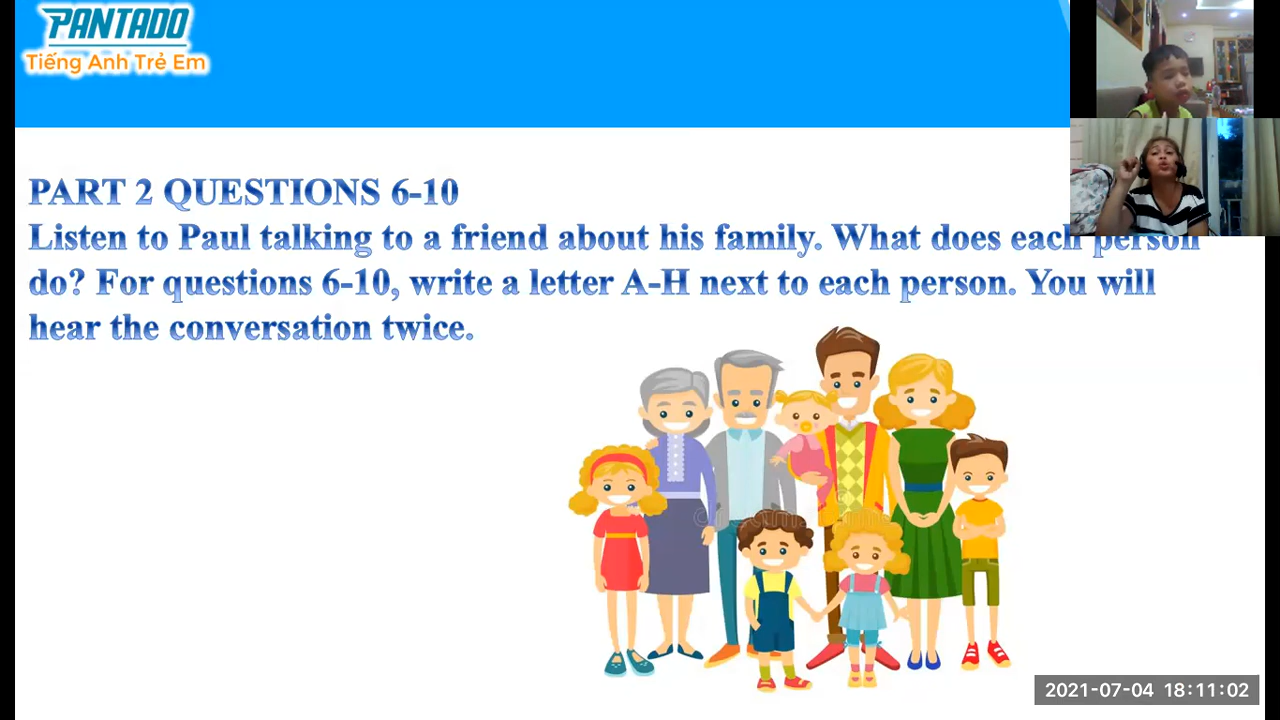 PANTADO
Tiếng Anh Trẻ Em
PART 2 QUESTIONS 6-10
Listen to Paul talking to a friend about his family. What does each person
do? For questions 6-10, write a letter A-H next to each person. You will
hear the conversation twice.
2021-07-04 18:11:02